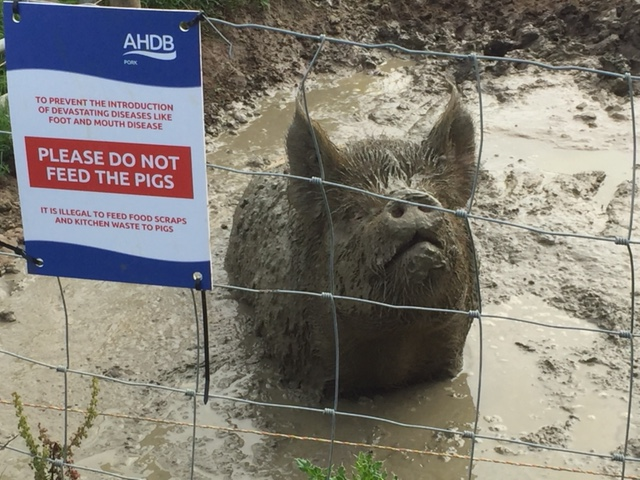 AHDB
PORK
TO PREVENT THE INTRODUCTION
OF DEVASTATING DISEASES LIKE
FOOT AND MOUTH DISEASE
PLEASE DO NOT
FEED THE PIGS
IT IS ILLEGAL TO FEED FOOD SCRAPS
AND KITCHEN WASTE TO PIGS